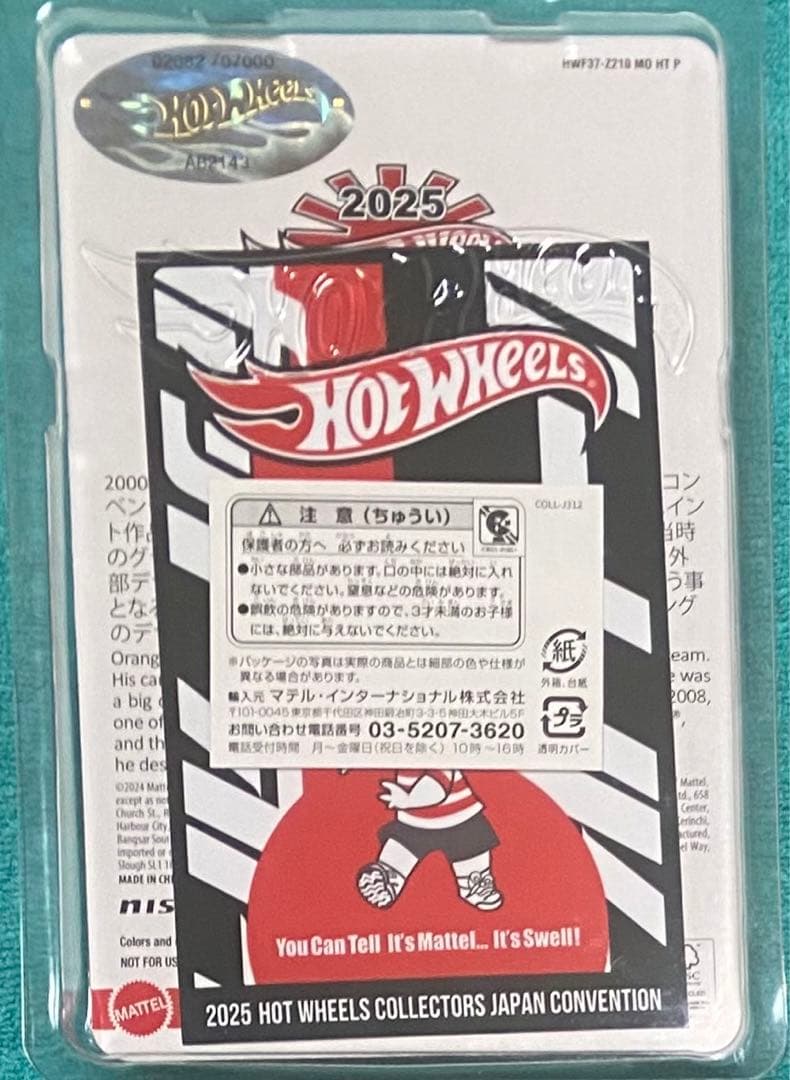 02082 /07000
HWF37-Z210 MO HT P
HOT WHEELS
AB2143
2025
HOT WHEELS
2000
コン
ベン
イン
ト作
当時
のグ
外
部デ
う事
とな
ング
のデ
COLL-J312
⚠ 注 意 (ちゅうい)
保護者の方へ 必ずお読みください
●小さな部品があります。口の中には絶対に入れ
ないでください。窒息などの危険があります。
●誤飲の危険がありますので、3才未満のお子様
には、絶対に与えないでください。
※パッケージの写真は実際の商品とは細部の色や仕様が
異なる場合があります。
輸入元 マテル・インターナショナル株式会社
〒101-0045 東京都千代田区神田鍛冶町3-3-5 神田大木ビル5F
お問い合わせ電話番号 03-5207-3620
電話受付時間 月〜金曜日(祝日を除く) 10時〜16時
紙
外箱、台紙
プラ
透明カバー
Orang
eam.
His ca
e was
a big
2008,
one of
and th
he des
©2024 Matt
Mattel,
except as no
td., 658
Church St., R
Center,
Harbour City
Kerinchi,
Bangsar Sout
actured,
imported or
el Way,
Slough SL1 1
MADE IN CH
NIS
Colors and
NOT FOR US
You Can Tell It's Mattel... It's Swell!
MATTEL
2025 HOT WHEELS COLLECTORS JAPAN CONVENTION